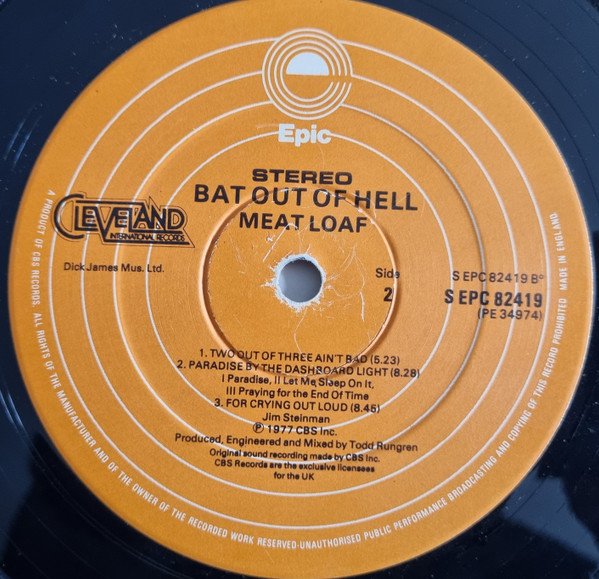 Epic
STEREO
BAT OUT OF HELL
MEAT LOAF
CLEVELAND
INTERNATIONAL RECORDS
Dick James Mus. Ltd.
Side
2
S EPC 82419 B°
S EPC 82419
(PE 34974)
1. TWO OUT OF THREE AIN'T BAD (5.23)
2. PARADISE BY THE DASHBOARD LIGHT (8.28)
I Paradise, II Let Me Sleep On It,
III Praying for the End Of Time
3. FOR CRYING OUT LOUD (8.45)
Jim Steinman
℗ 1977 CBS Inc.
Produced, Engineered and Mixed by Todd Rungren
Original sound recording made by CBS Inc.
CBS Records are the exclusive licensees
for the UK
A PRODUCT OF CBS RECORDS. ALL RIGHTS OF THE MANUFACTURER AND OF THE OWNER OF THE RECORDED WORK RESERVED-UNAUTHORISED PUBLIC PERFORMANCE BROADCASTING AND COPYING OF THIS RECORD PROHIBITED MADE IN ENGLAND.